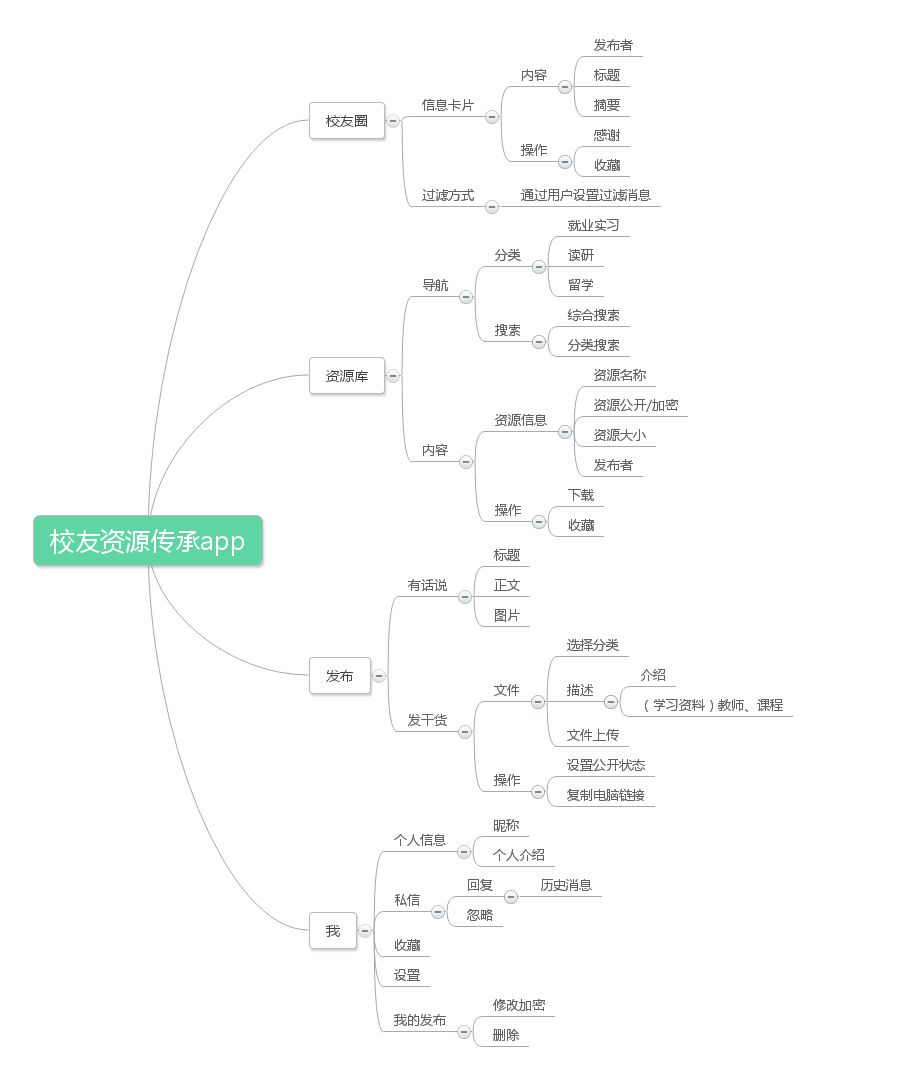 发布者
内容
标题
摘要
信息卡片
校友圈
感谢
操作
收藏
过滤方式
通过用户设置过滤消息
就业实习
分类
读研
导航
留学
综合搜索
搜索
分类搜索
资源库
资源名称
资源公开/加密
资源信息
资源大小
内容
发布者
下载
操作
收藏
校友资源传承app
标题
有话说
正文
图片
选择分类
发布
介绍
文件
描述
（学习资料）教师、课程
发干货
文件上传
设置公开状态
操作
复制电脑链接
昵称
个人信息
个人介绍
回复
历史消息
私信
忽略
我
收藏
设置
修改加密
我的发布
删除